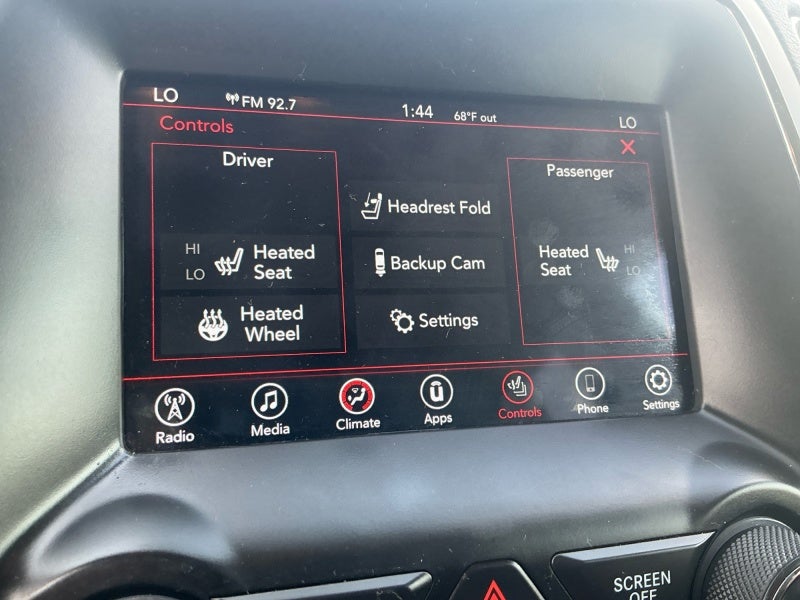 LO FM 92.7 1:44 68°F out LO
Controls X
Driver
Passenger
Headrest Fold
HI
LO
Heated
Seat
Backup Cam
Heated
Seat
HI
LO
Heated
Wheel
Settings
Radio
Media
Climate
Apps
Controls
Phone
Settings
SCREEN
OFF